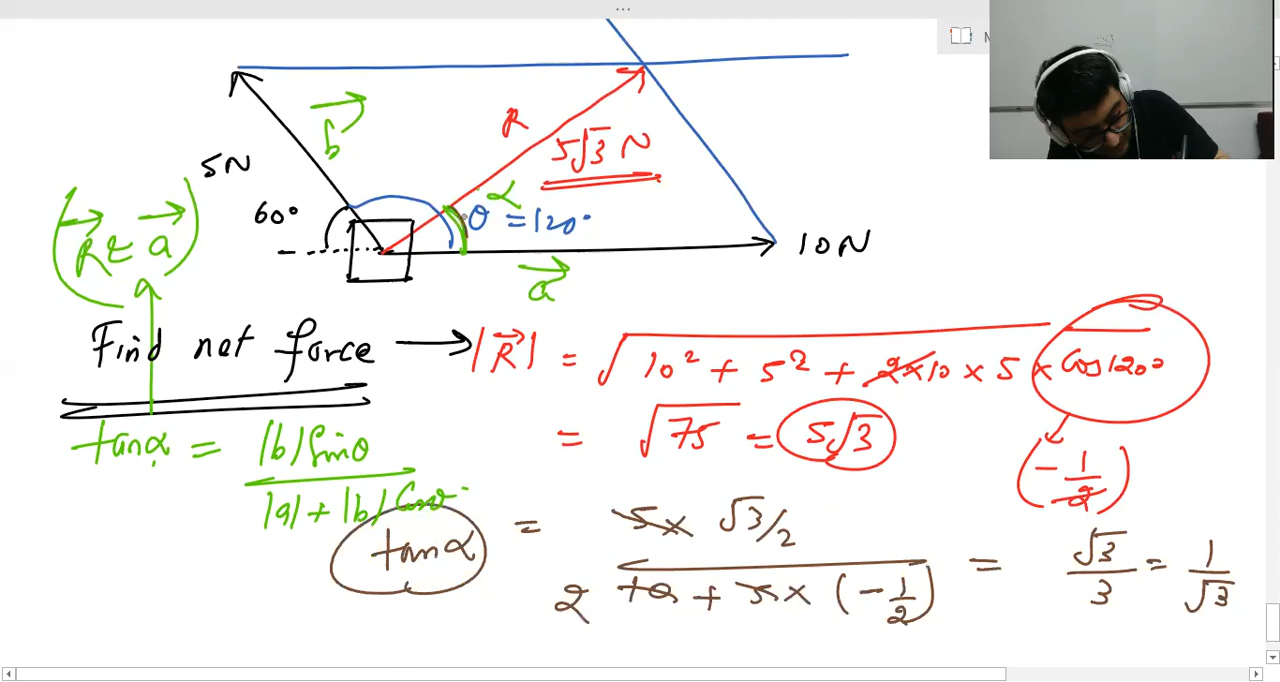 b
R
5√3 N
5N
60°
α
θ = 120°
10N
R & a
a
Find net force → |R| = √10² + 5² + 2×10 × 5 × Cos120°
= √75 = 5√3
(-1/2)
tanα = |b|Sinθ / |a| + |b| Cosθ
tanα = 5 × √3/2 / 10 + 5 × (-1/2) = √3/3 = 1/√3
2